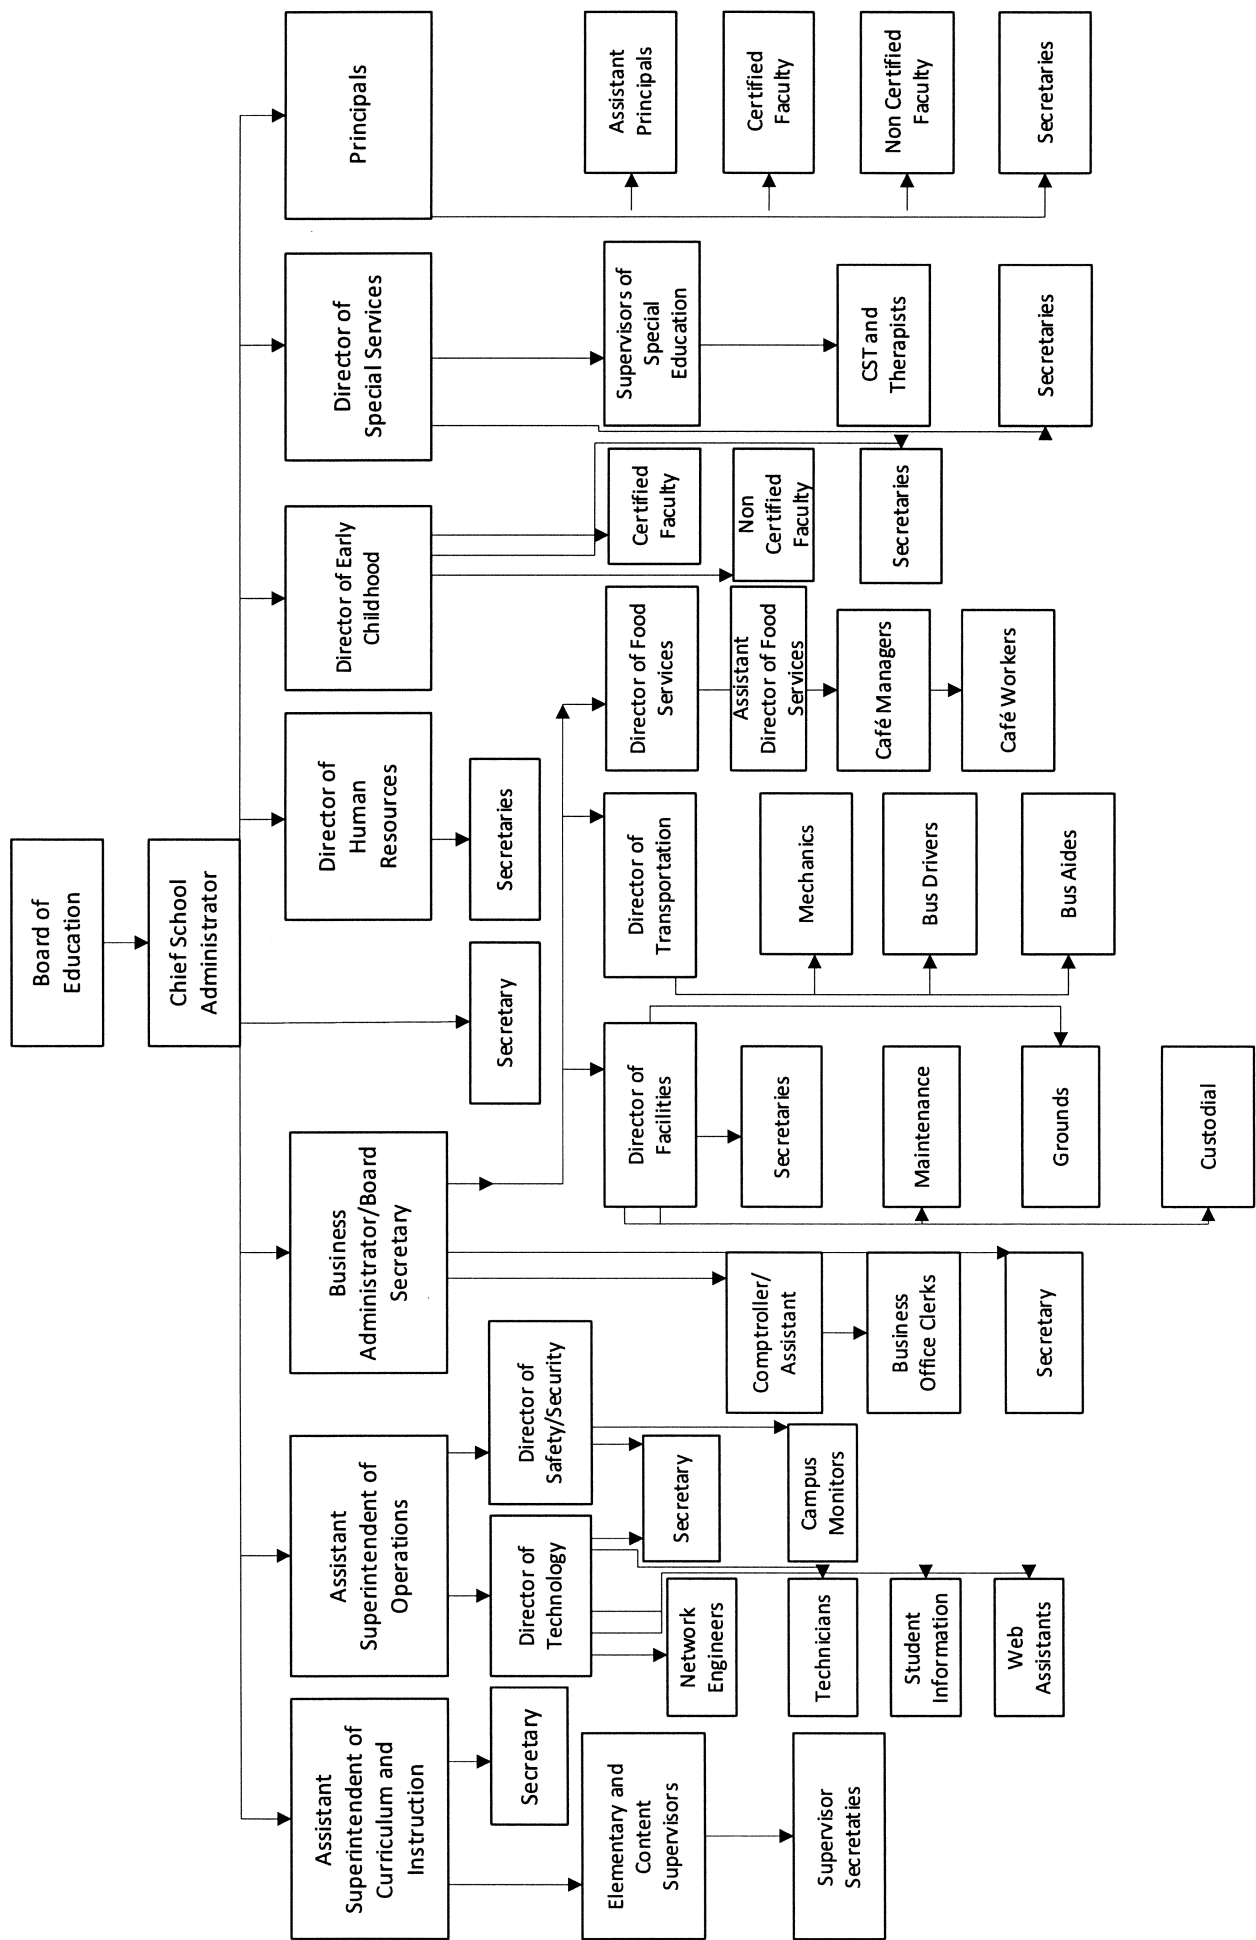 Board of
Education
Chief School
Administrator
Assistant
Superintendent of
Curriculum and
Instruction
Assistant
Superintendent of
Operations
Business
Administrator/Board
Secretary
Director of
Human
Resources
Director of Early
Childhood
Director of
Special Services
Principals
Secretary
Elementary and
Content
Supervisors
Supervisor
Secretaties
Director of
Technology
Director of
Safety/Security
Secretary
Network
Engineers
Technicians
Student
Information
Web
Assistants
Campus
Monitors
Comptroller/
Assistant
Business
Office Clerks
Secretary
Secretary
Secretaries
Director of
Facilities
Secretaries
Maintenance
Grounds
Custodial
Director of
Transportation
Mechanics
Bus Drivers
Bus Aides
Director of Food
Services
Assistant
Director of Food
Services
Café Managers
Café Workers
Certified
Faculty
Non
Certified
Faculty
Secretaries
Supervisors of
Special
Education
CST and
Therapists
Secretaries
Assistant
Principals
Certified
Faculty
Non Certified
Faculty
Secretaries